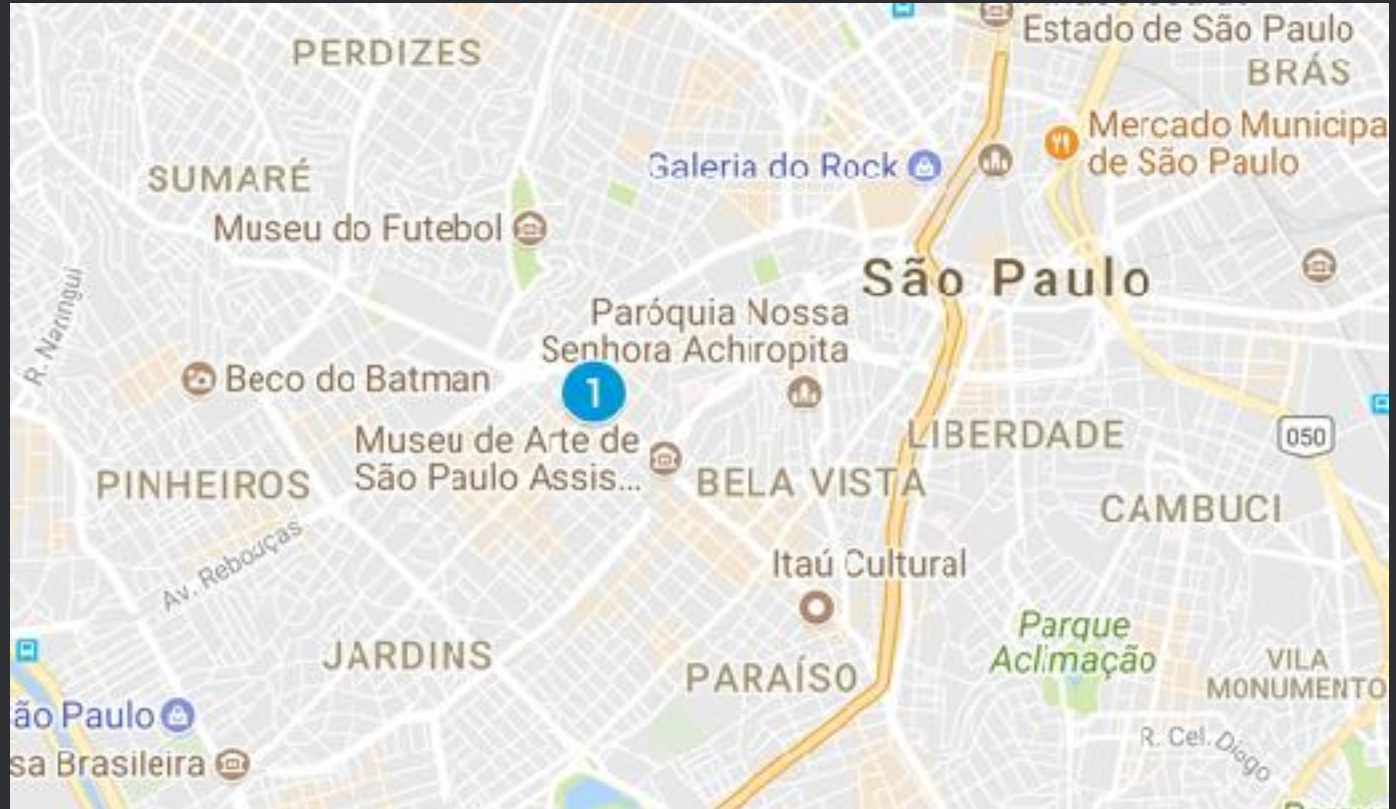 Estado de São Paulo
PERDIZES
BRÁS
Mercado Municipa
de São Paulo
Galeria do Rock
SUMARÉ
Museu do Futebol
São Paulo
R. Naringui
Paróquia Nossa
Senhora Achiropita
Beco do Batman
1
Museu de Arte de
São Paulo Assis...
LIBERDADE
050
PINHEIROS
BELA VISTA
CAMBUCI
Av. Rebouças
Itaú Cultural
Parque
Aclimação
JARDINS
PARAÍSO
VILA
MONUMENTO
ão Paulo
R. Cel. Diogo
sa Brasileira